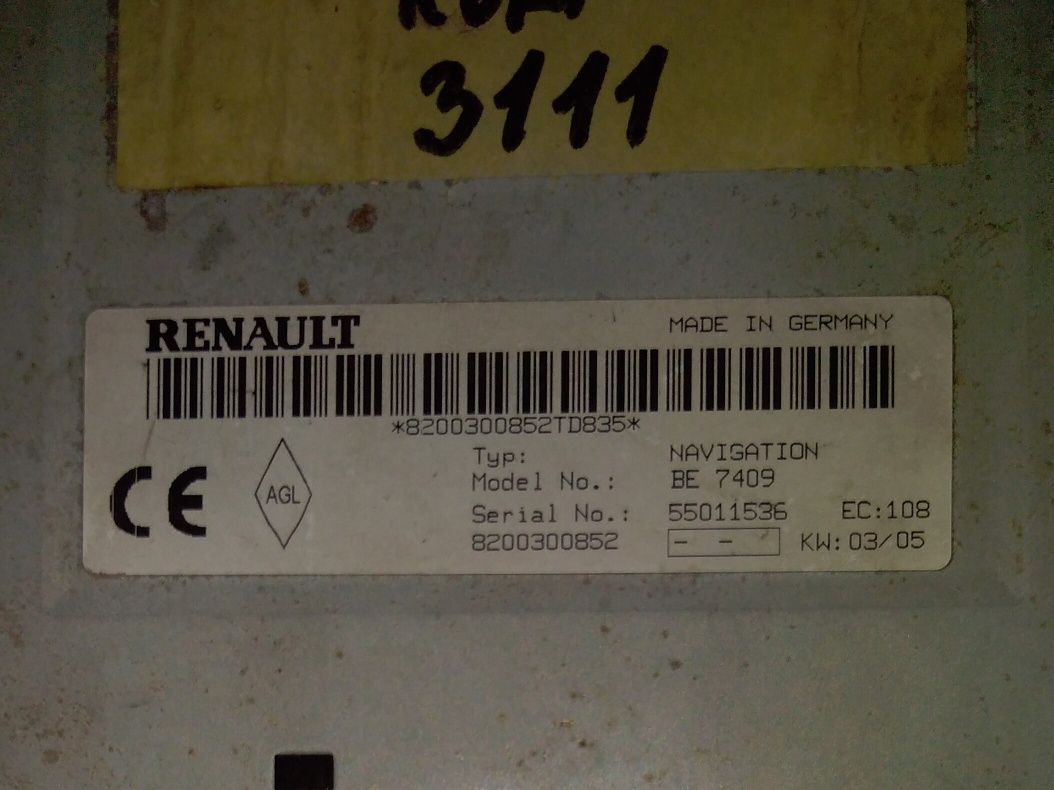 3111
RENAULT
MADE IN GERMANY
*8200300852TD835*
Typ: NAVIGATION
Model No.: BE 7409
CE
AGL
Serial No.: 55011536 EC:108
8200300852 - - KW: 03/05